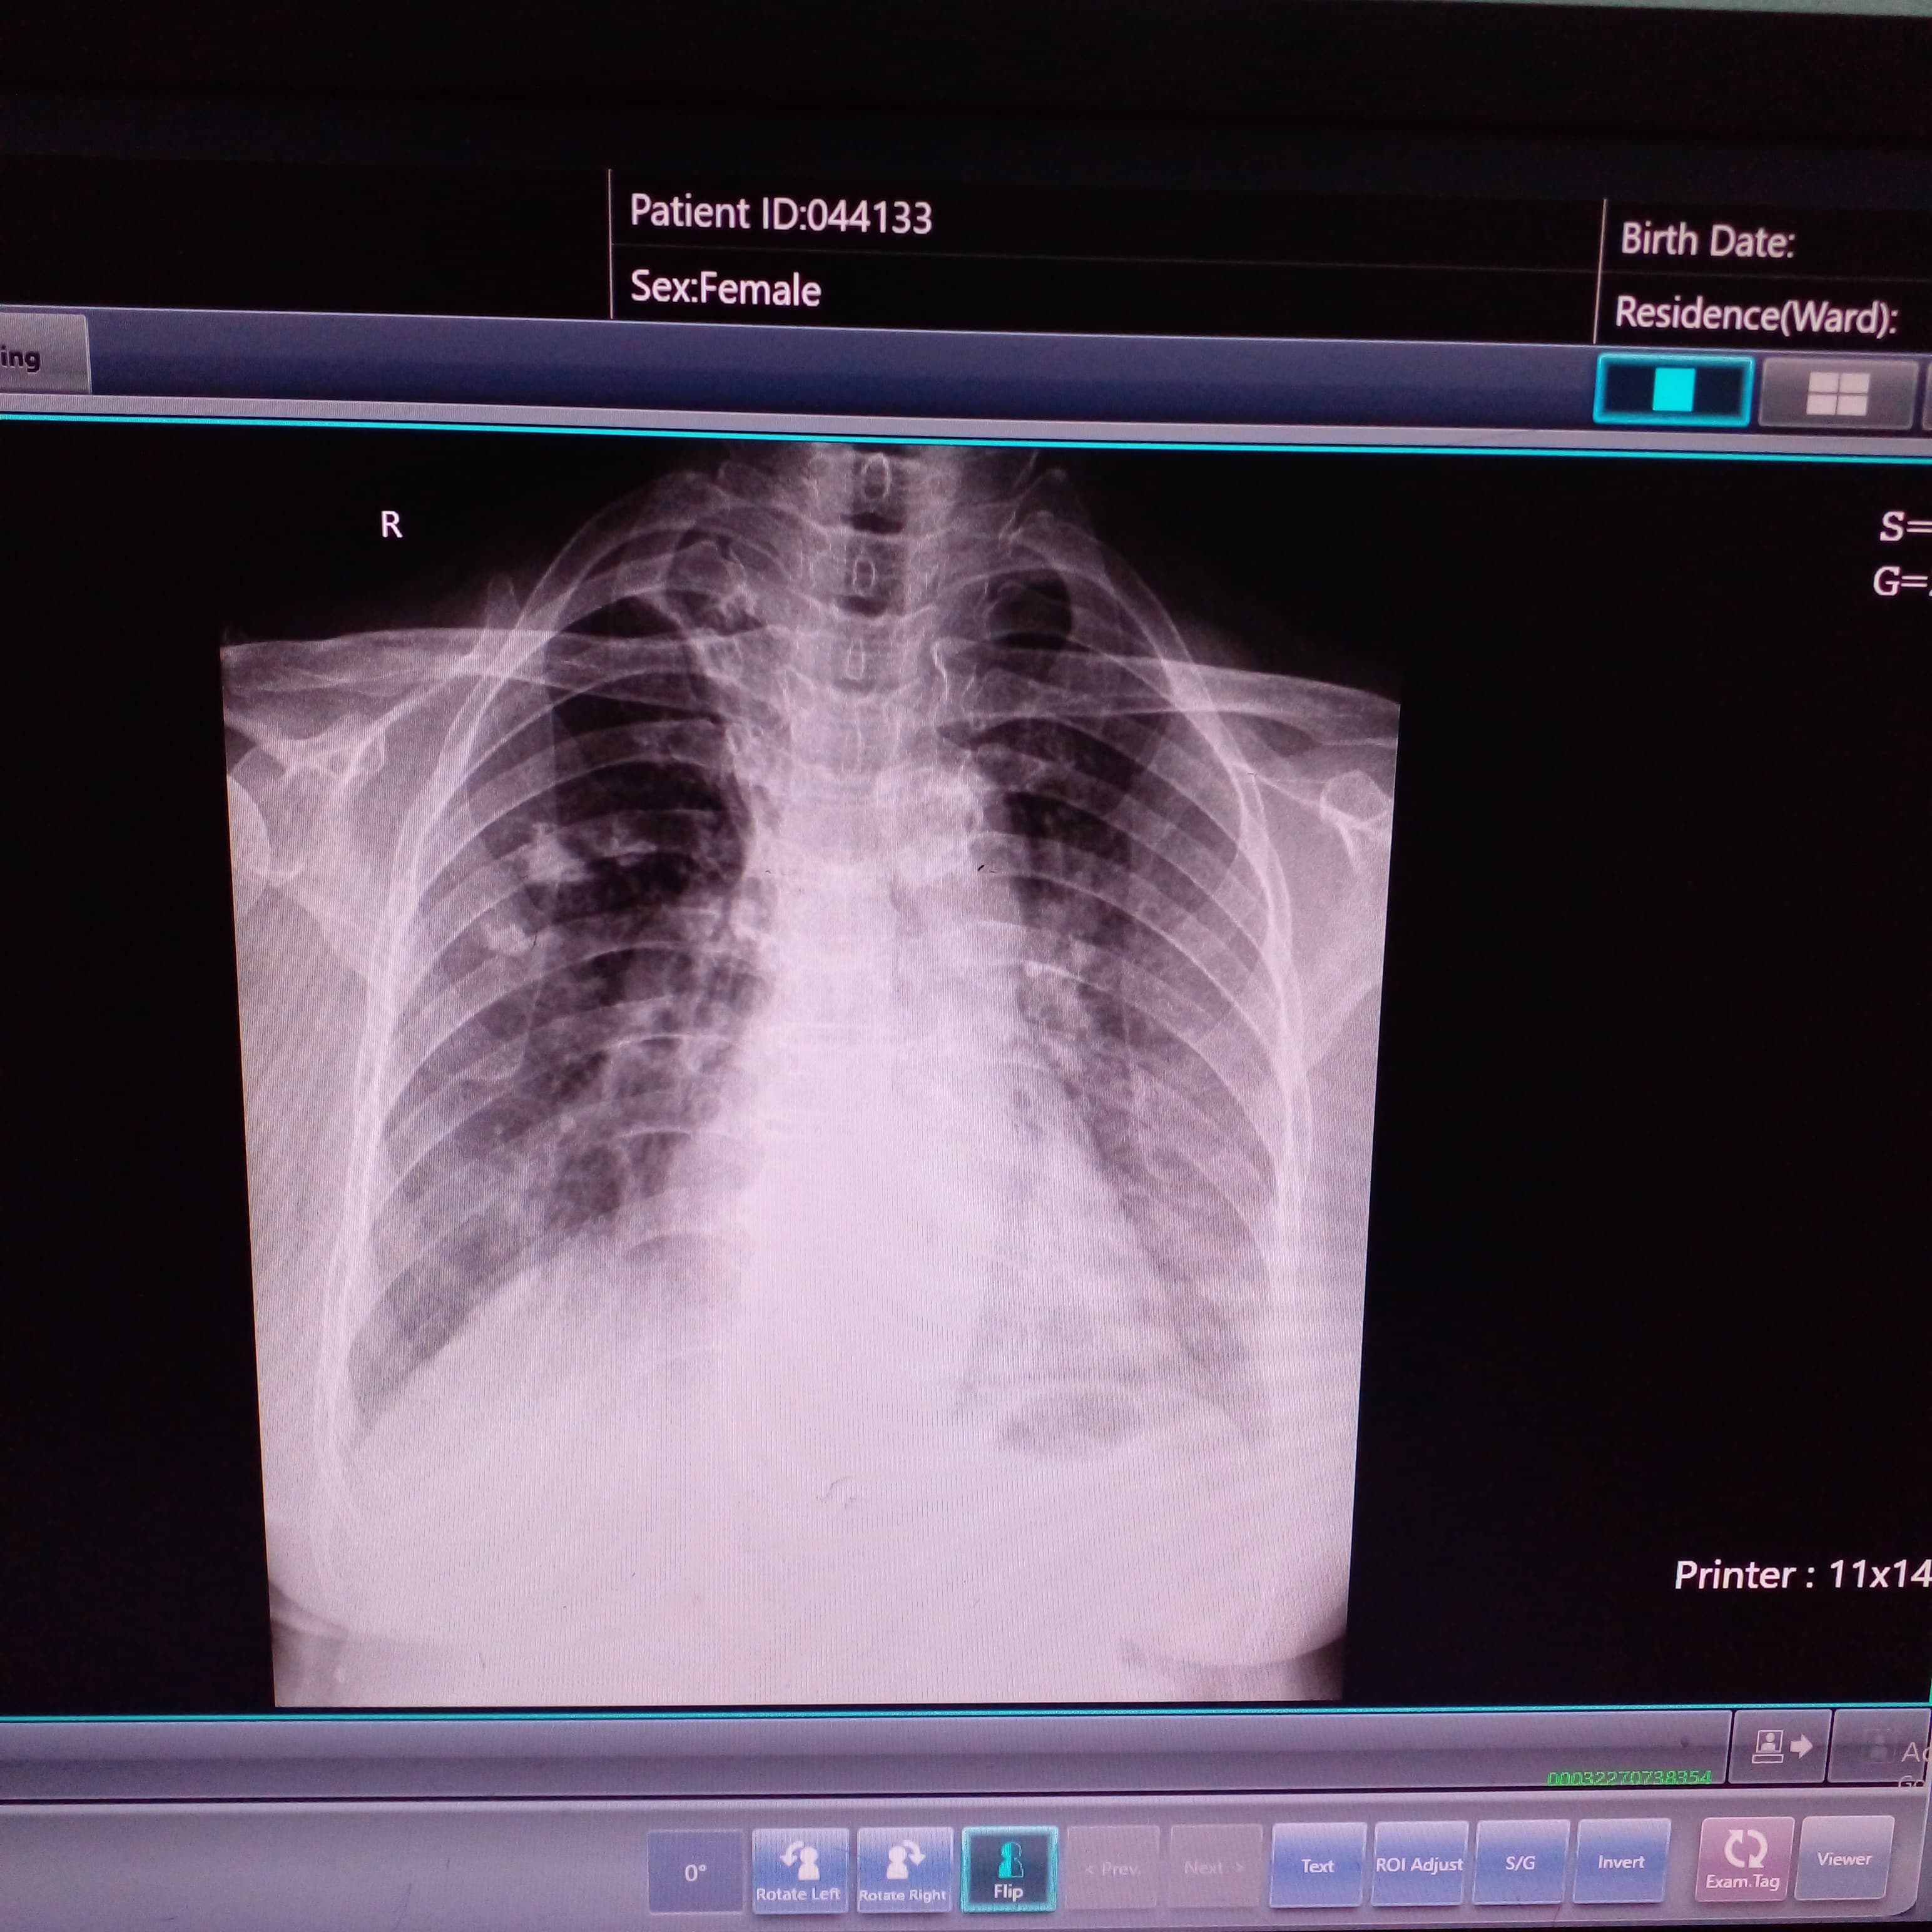 Patient ID:044133
Birth Date:
Sex:Female
Residence(Ward):
ing
R
S=
G=
Printer : 11x14
00032270738354
0°
Rotate Left
Rotate Right
Flip
< Prev
Next >
Text
ROI Adjust
S/G
Invert
Exam.Tag
Viewer